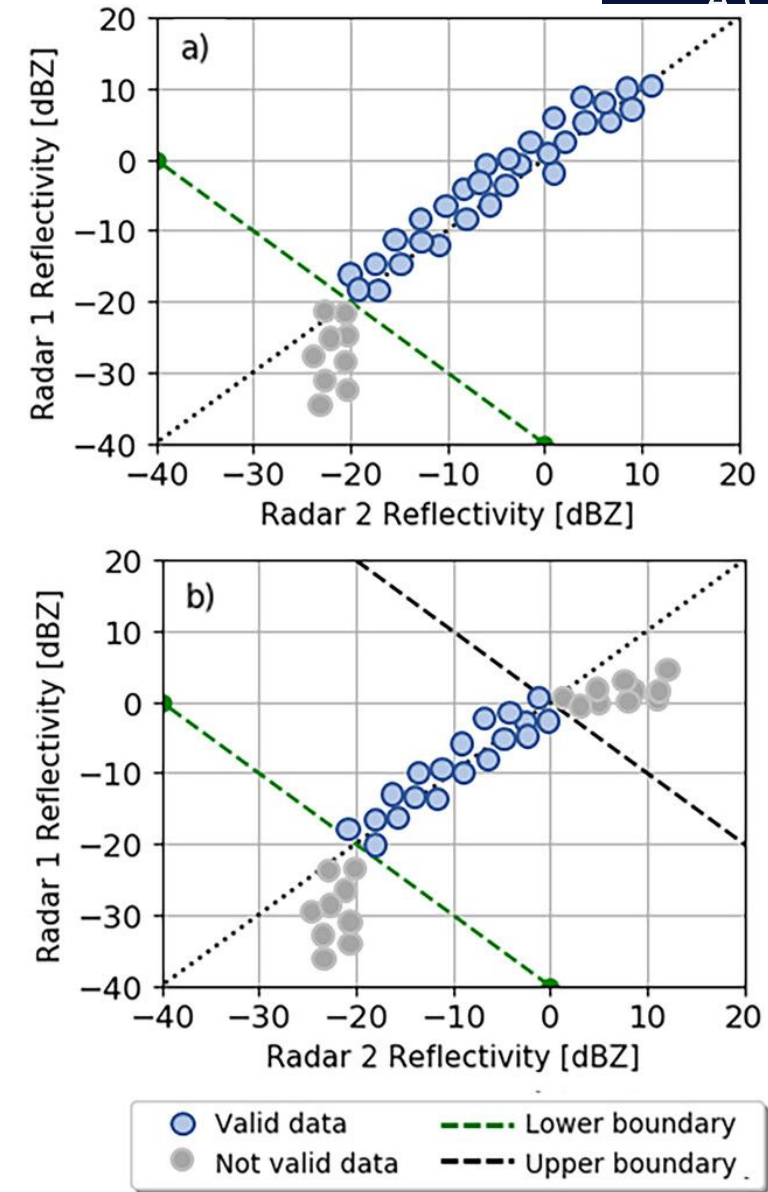 a)
20
10
0
−10
−20
−30
−40
−40 −30 −20 −10 0 10 20
Radar 1 Reflectivity [dBZ]
Radar 2 Reflectivity [dBZ]
b)
20
10
0
−10
−20
−30
−40
−40 −30 −20 −10 0 10 20
Radar 1 Reflectivity [dBZ]
Radar 2 Reflectivity [dBZ]
Valid data
Not valid data
Lower boundary
Upper boundary